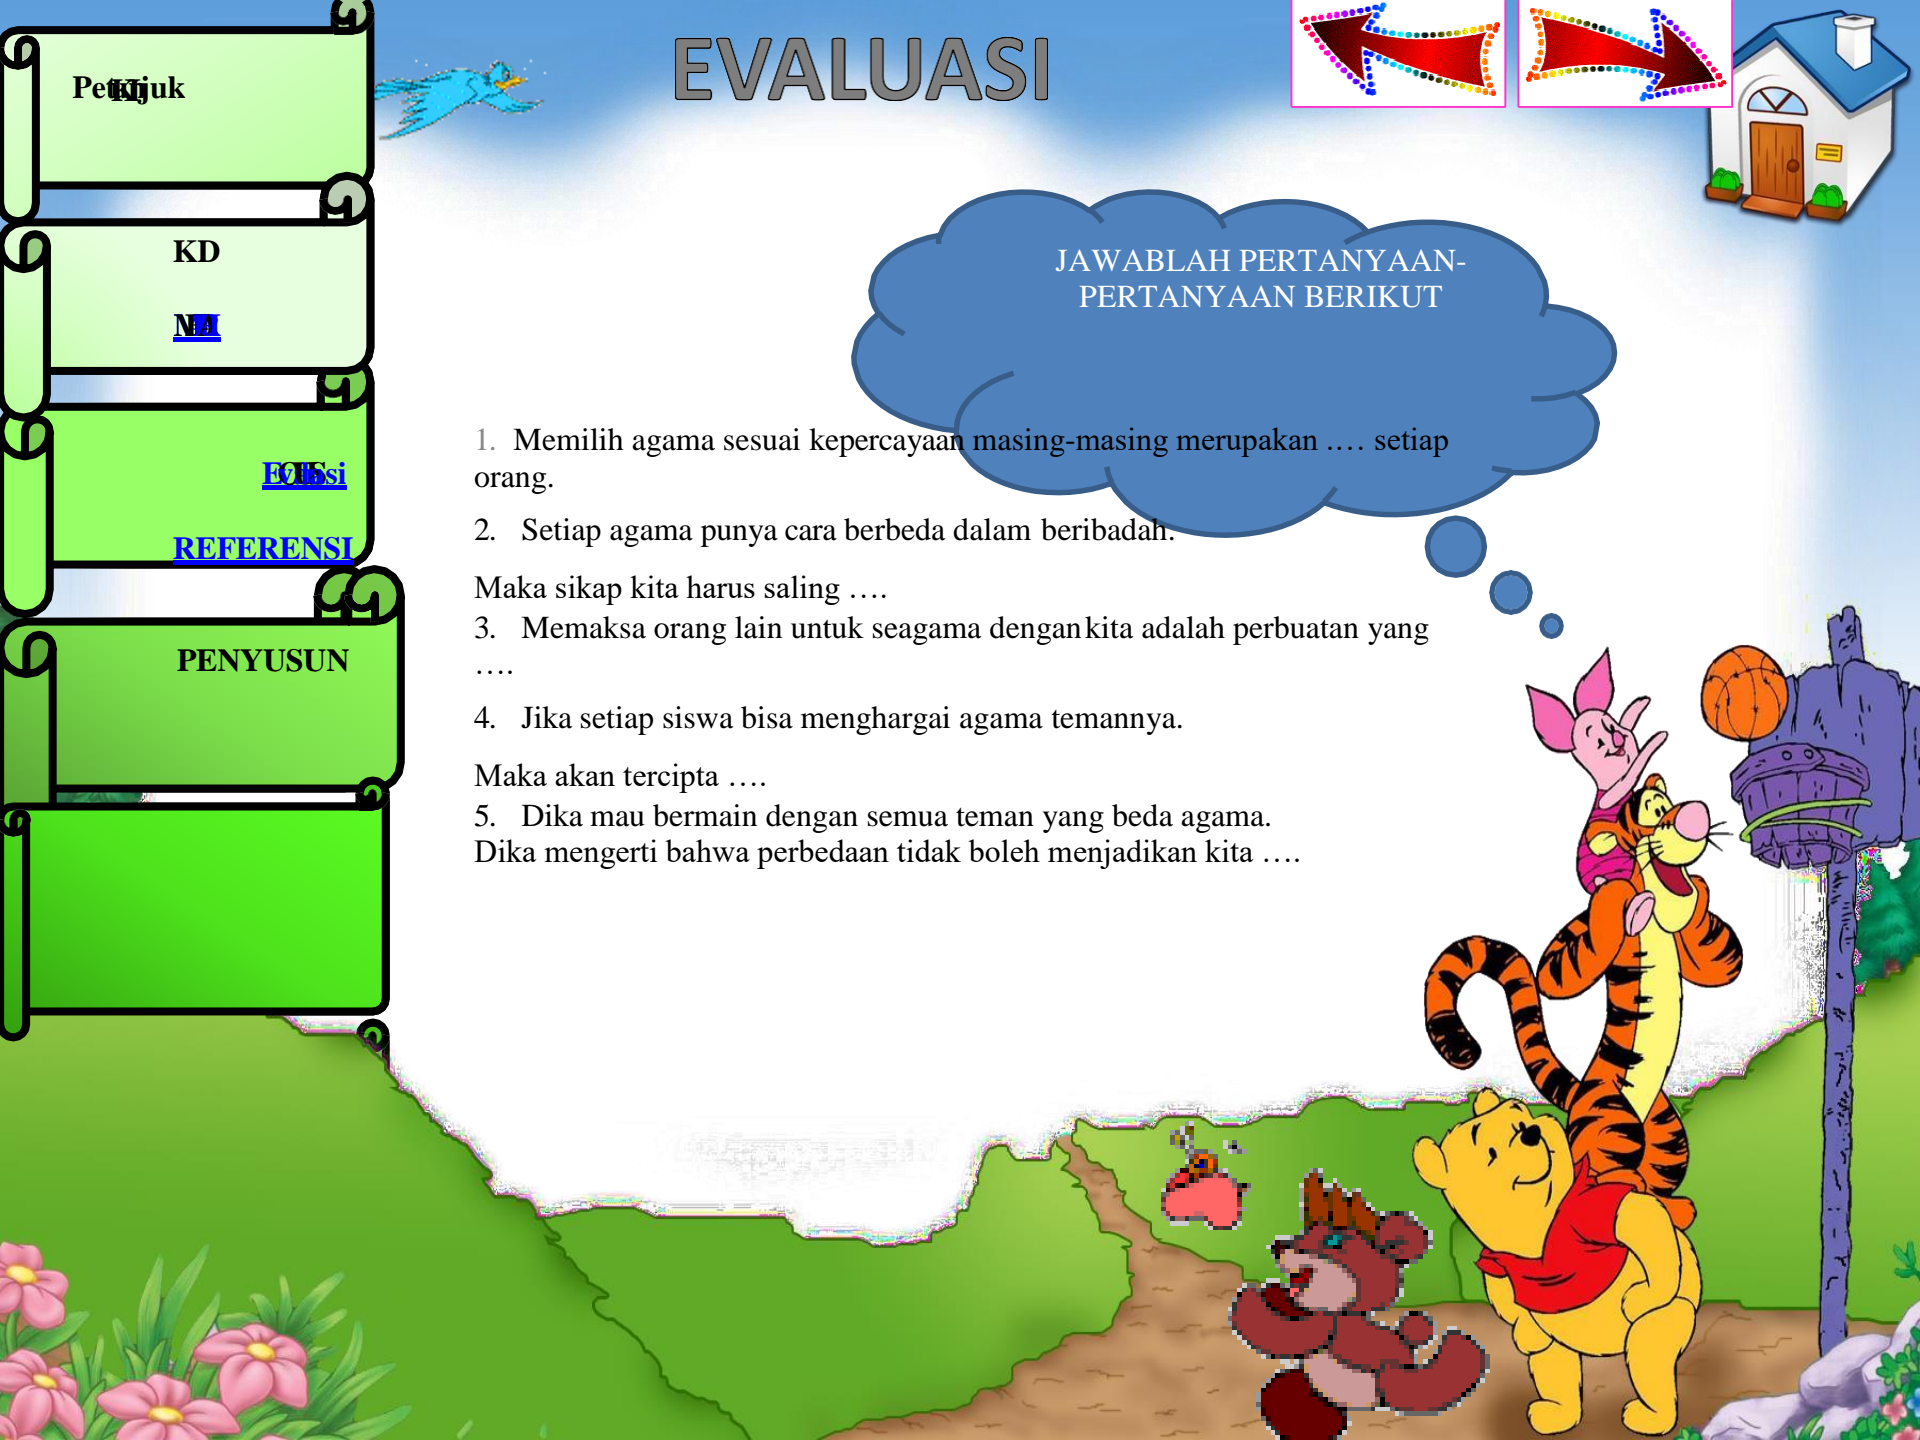 EVALUASI
Petunjuk
KD
REFERENSI
PENYUSUN
JAWABLAH PERTANYAAN-
PERTANYAAN BERIKUT
1. Memilih agama sesuai kepercayaan masing-masing merupakan .… setiap
orang.
2. Setiap agama punya cara berbeda dalam beribadah.
Maka sikap kita harus saling ….
3. Memaksa orang lain untuk seagama dengan kita adalah perbuatan yang
….
4. Jika setiap siswa bisa menghargai agama temannya.
Maka akan tercipta ….
5. Dika mau bermain dengan semua teman yang beda agama.
Dika mengerti bahwa perbedaan tidak boleh menjadikan kita ….